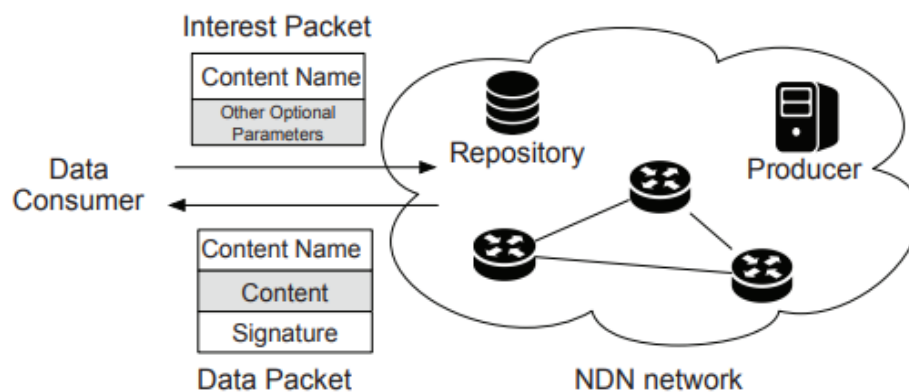 Interest Packet
Content Name
Other Optional
Parameters
Repository
Producer
Data
Consumer
Content Name
Content
Signature
Data Packet
NDN network